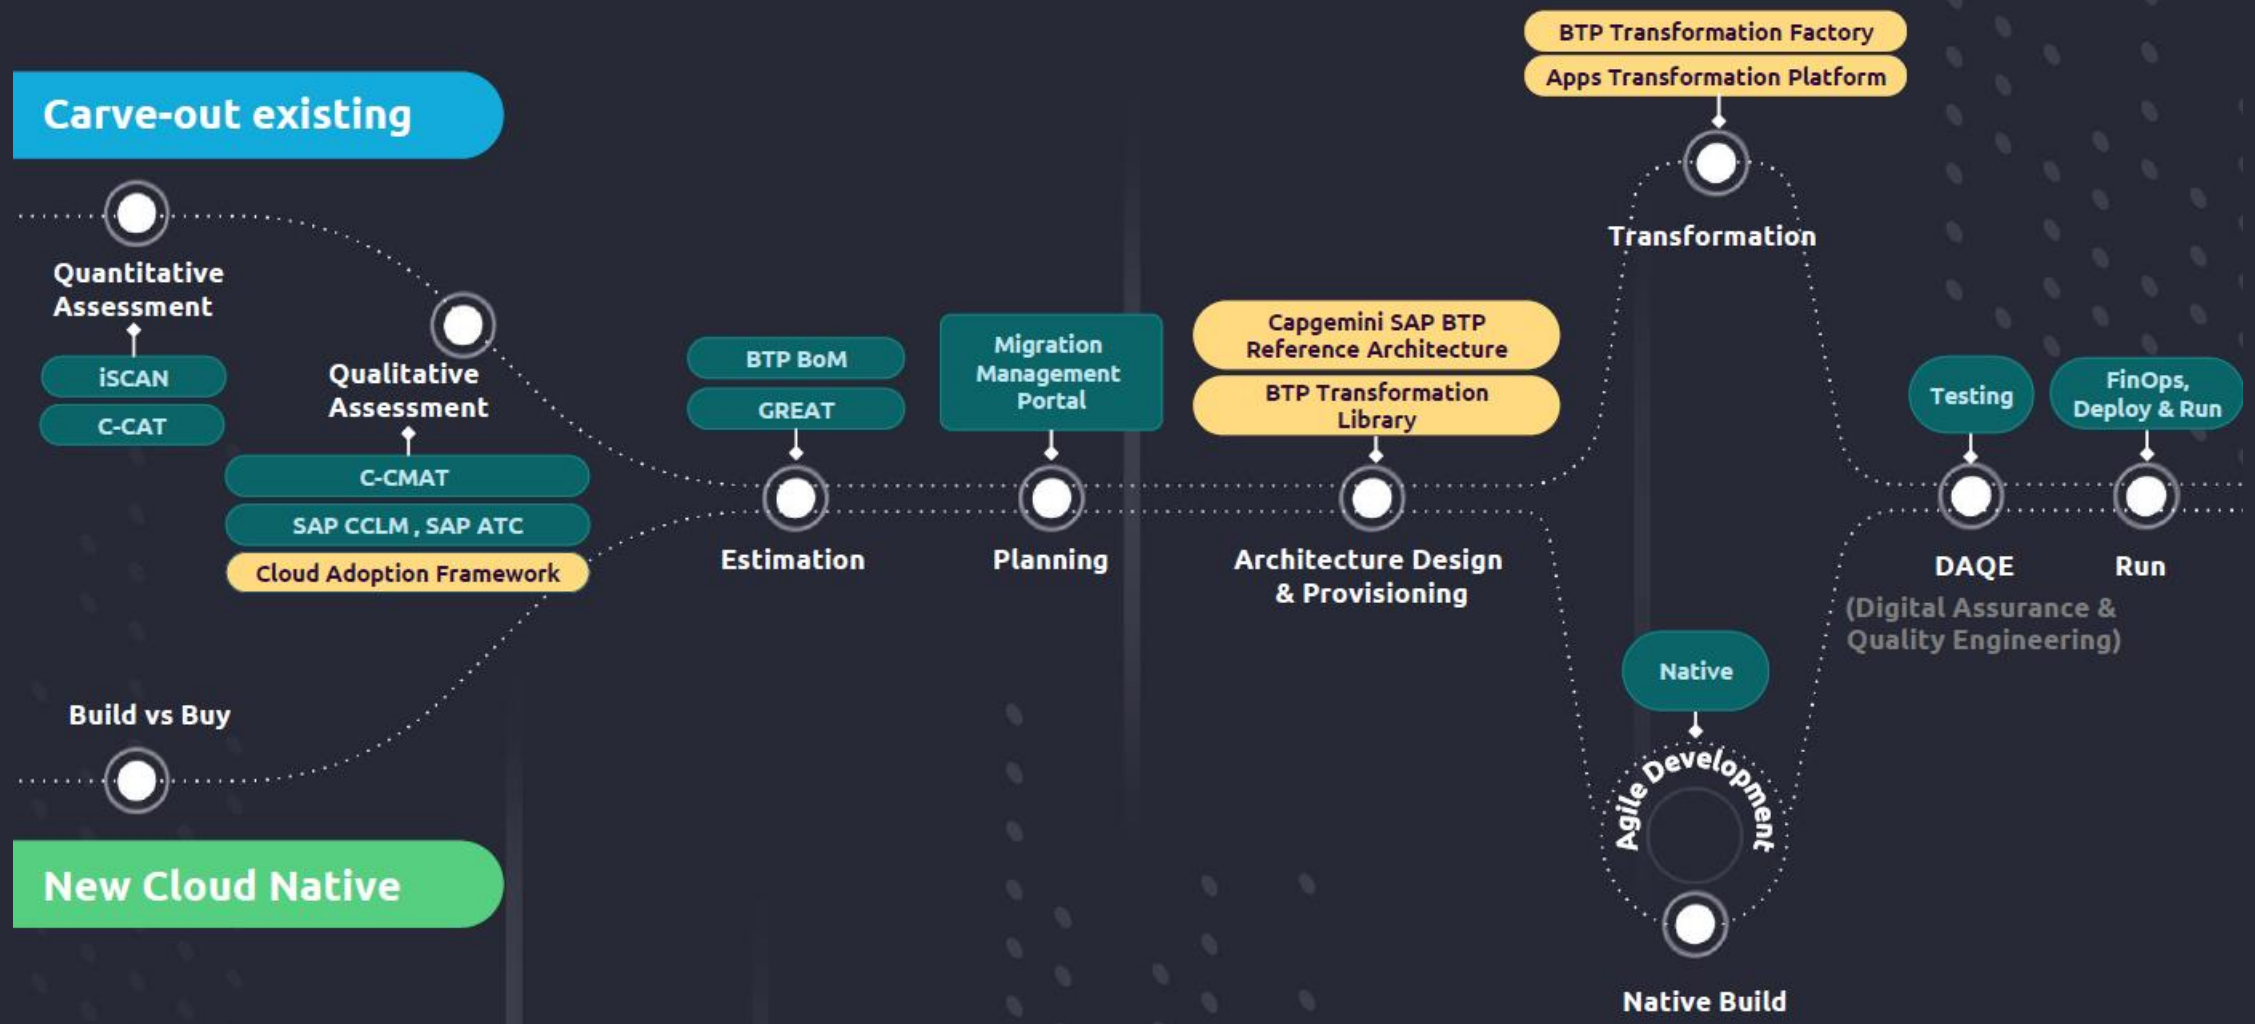 BTP Transformation Factory
Apps Transformation Platform
Carve-out existing
Transformation
Quantitative
Assessment
iSCAN
C-CAT
Qualitative
Assessment
C-CMAT
SAP CCLM , SAP ATC
Cloud Adoption Framework
BTP BoM
GREAT
Estimation
Migration
Management
Portal
Planning
Capgemini SAP BTP
Reference Architecture
BTP Transformation
Library
Architecture Design
& Provisioning
Testing
DAQE
(Digital Assurance &
Quality Engineering)
FinOps,
Deploy & Run
Run
Build vs Buy
New Cloud Native
Native
Agile Development
Native Build